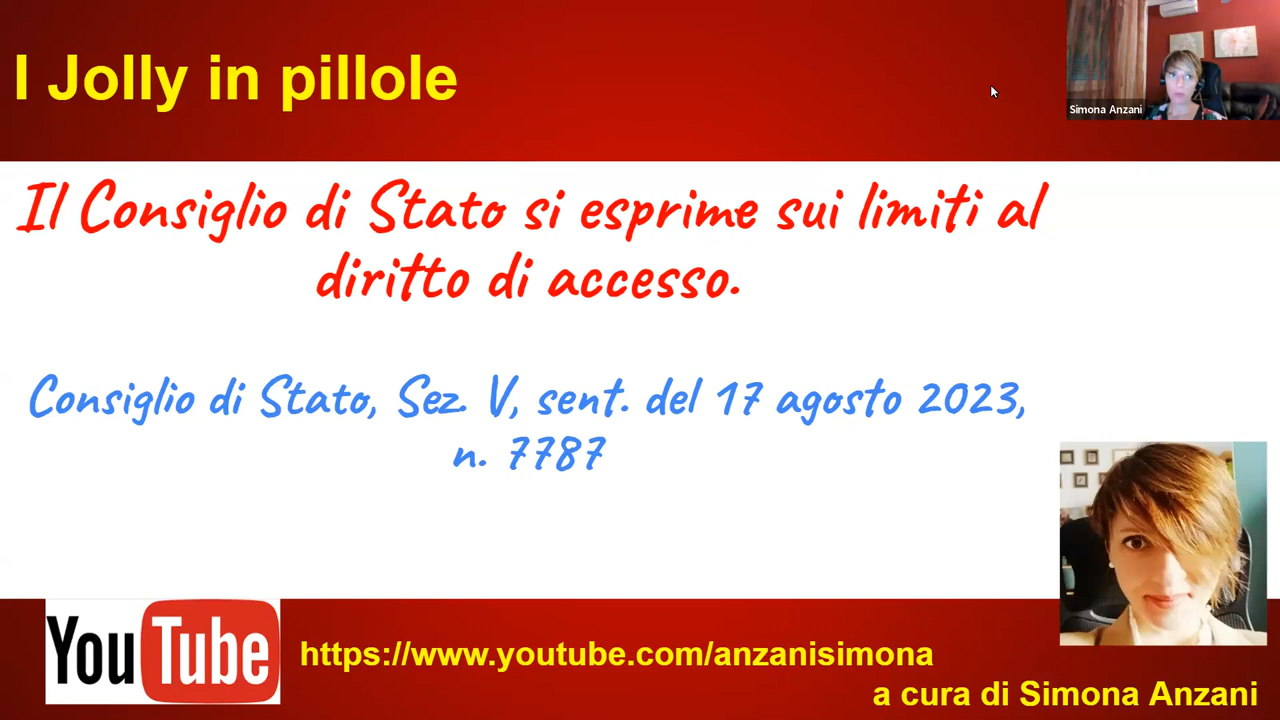 I Jolly in pillole
Simona Anzani
Il Consiglio di Stato si esprime sui limiti al
diritto di accesso.
Consiglio di Stato, Sez. V, sent. del 17 agosto 2023,
n. 7787
YouTube
https://www.youtube.com/anzanisimona
a cura di Simona Anzani